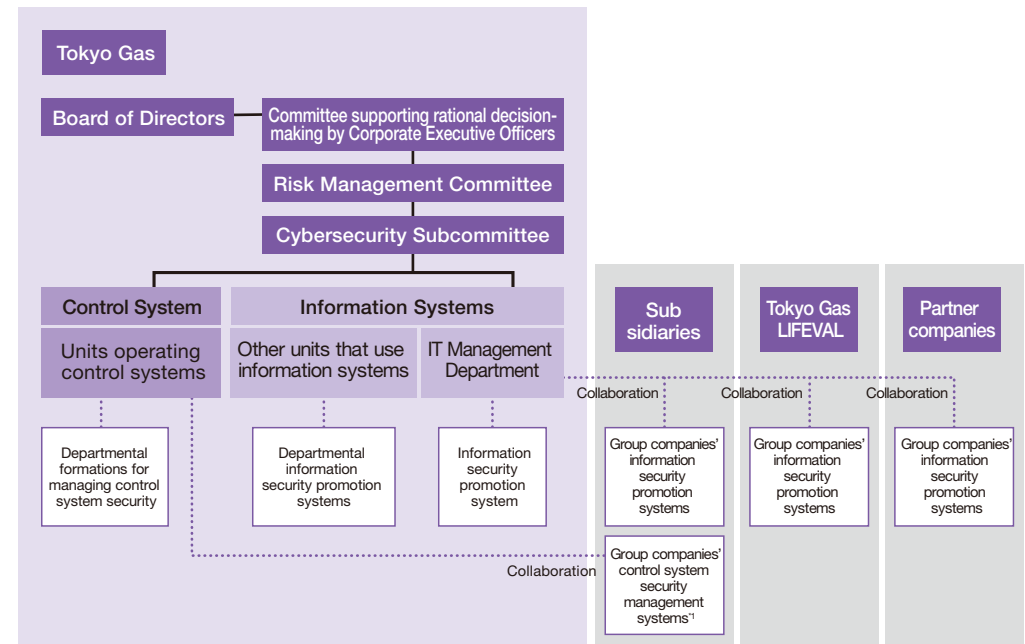 Tokyo Gas
Board of Directors
Committee supporting rational decision-
making by Corporate Executive Officers
Risk Management Committee
Cybersecurity Subcommittee
Control System
Information Systems
Units operating
control systems
Other units that use
information systems
IT Management
Department
Sub
sidiaries
Tokyo Gas
LIFEVAL
Partner
companies
Collaboration
Collaboration
Collaboration
Departmental
formations for
managing control
system security
Departmental
information
security promotion
systems
Information
security
promotion
system
Group companies'
information
security
promotion
systems
Group companies'
information
security
promotion
systems
Group companies'
information
security
promotion
systems
Collaboration
Group companies'
control system
security
management
systems*1